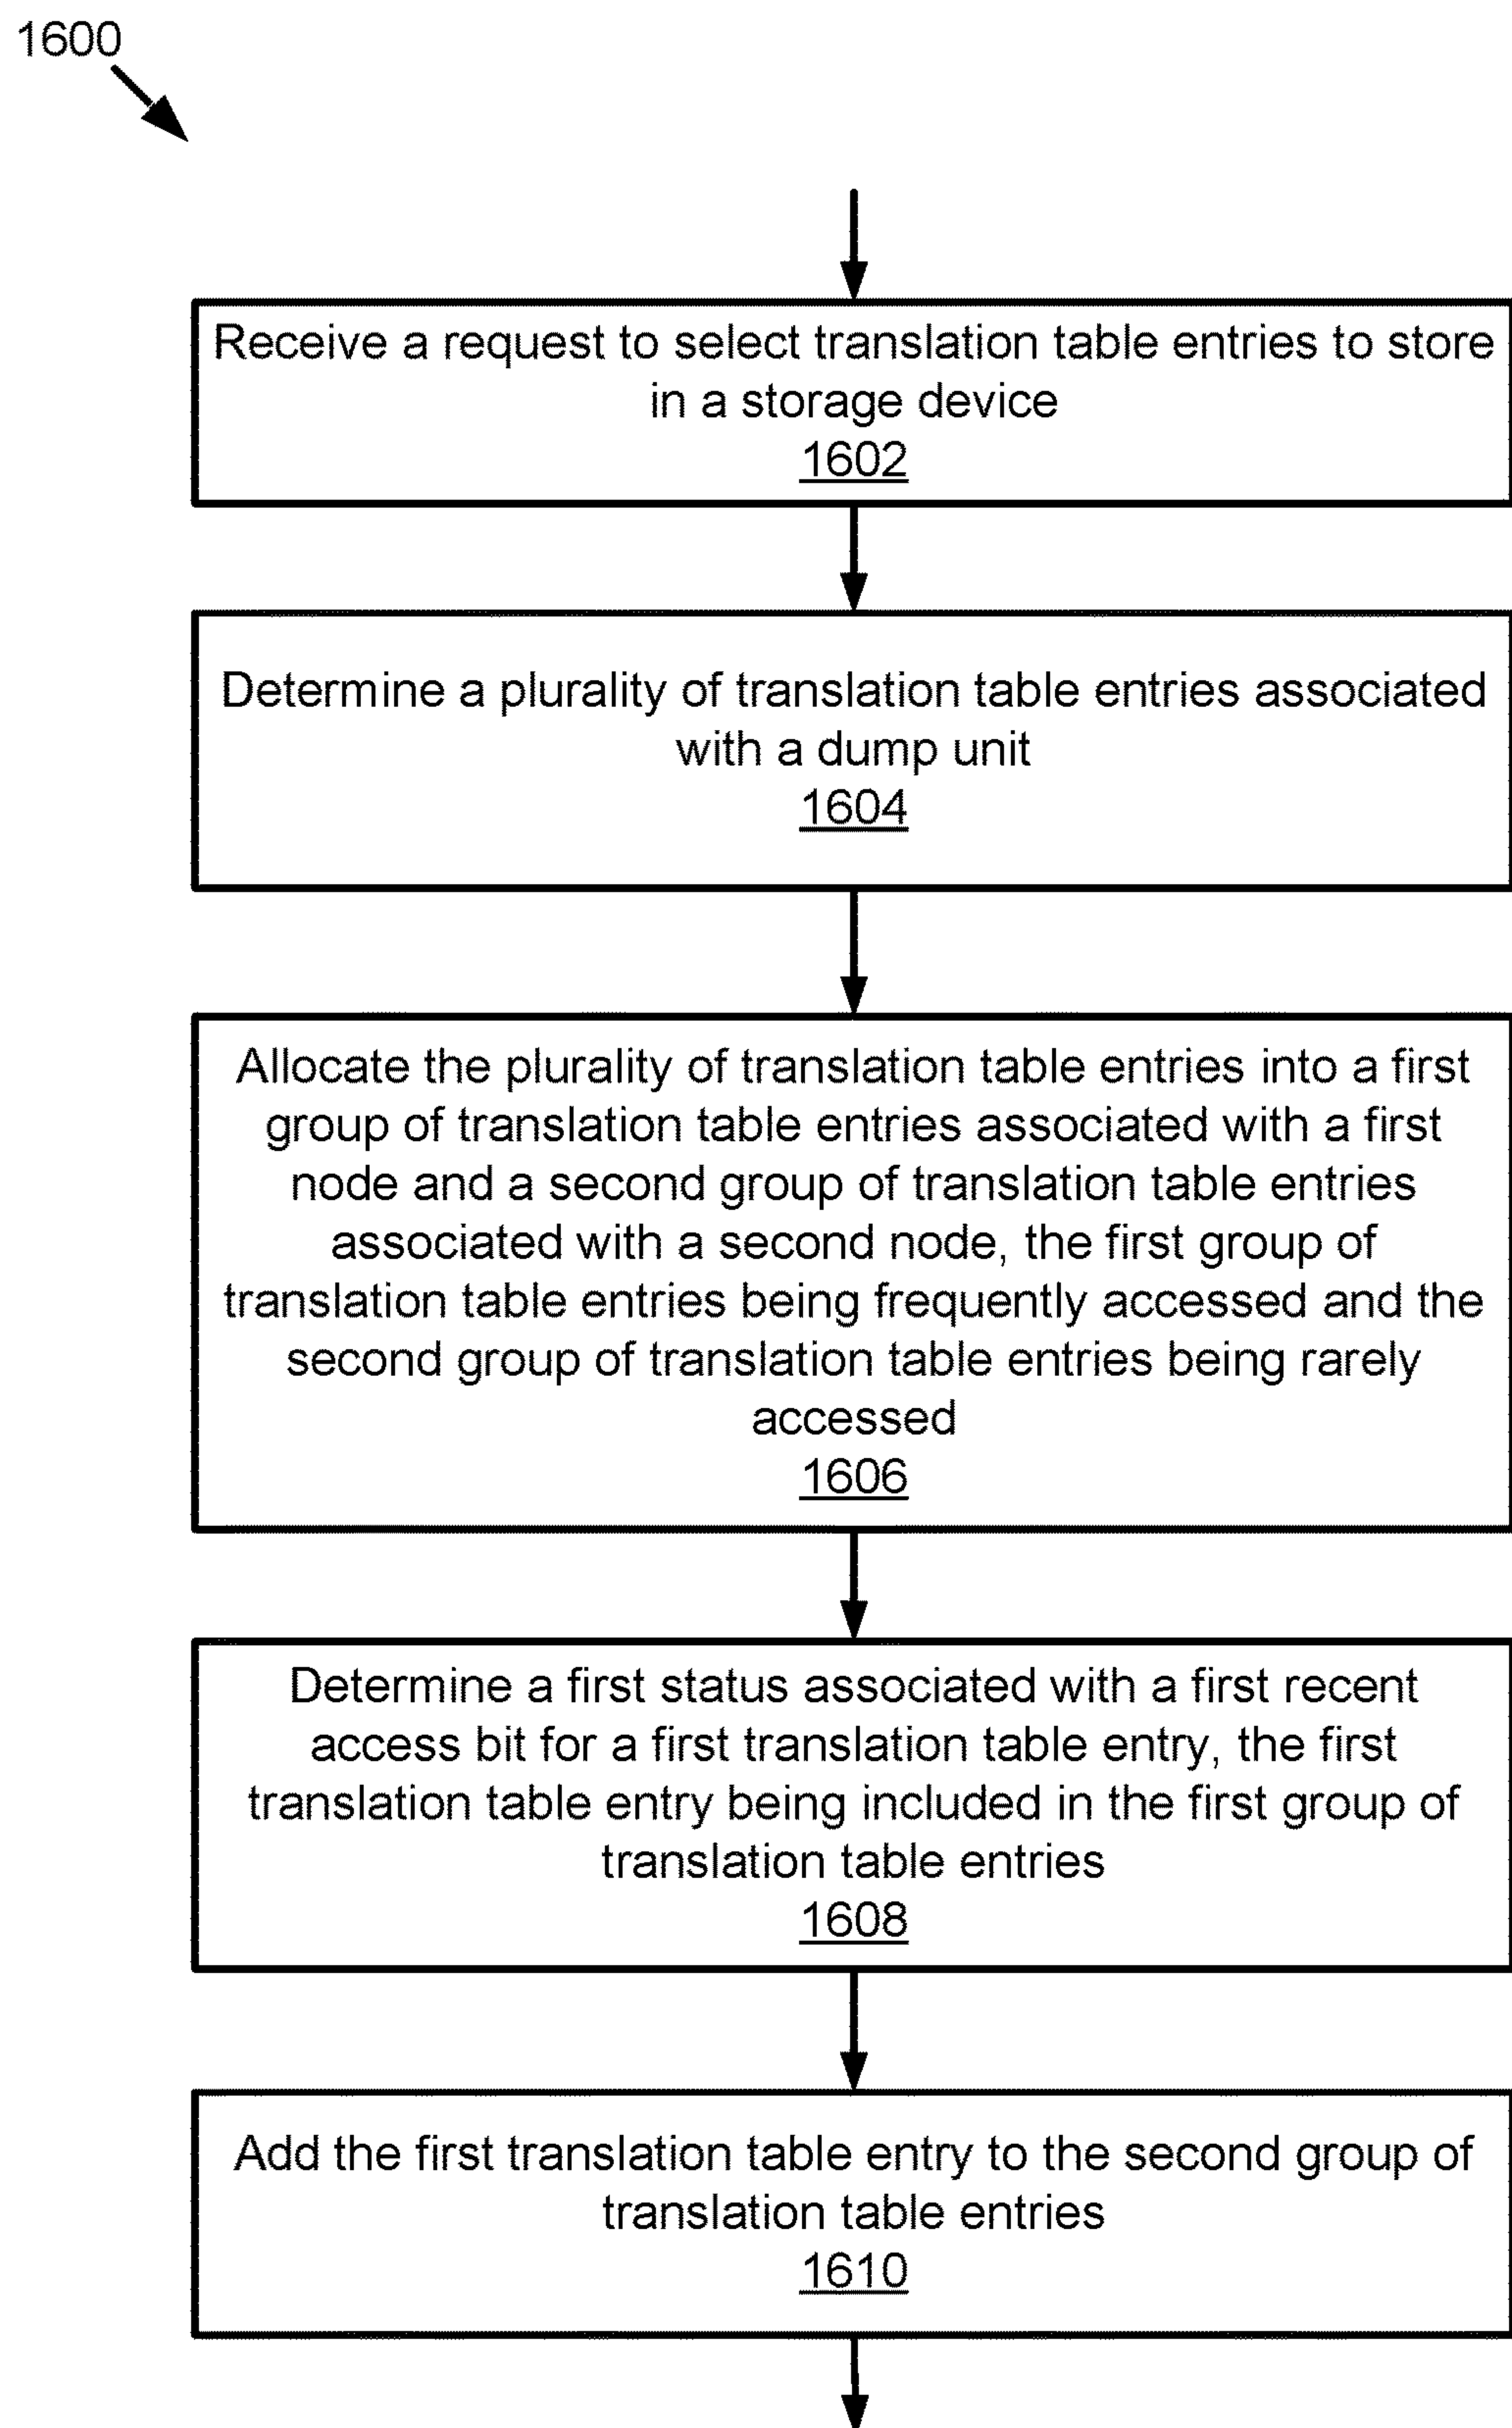 1600
Receive a request to select translation table entries to store
in a storage device
1602
Determine a plurality of translation table entries associated
with a dump unit
1604
Allocate the plurality of translation table entries into a first
group of translation table entries associated with a first
node and a second group of translation table entries
associated with a second node, the first group of
translation table entries being frequently accessed and the
second group of translation table entries being rarely
accessed
1606
Determine a first status associated with a first recent
access bit for a first translation table entry, the first
translation table entry being included in the first group of
translation table entries
1608
Add the first translation table entry to the second group of
translation table entries
1610